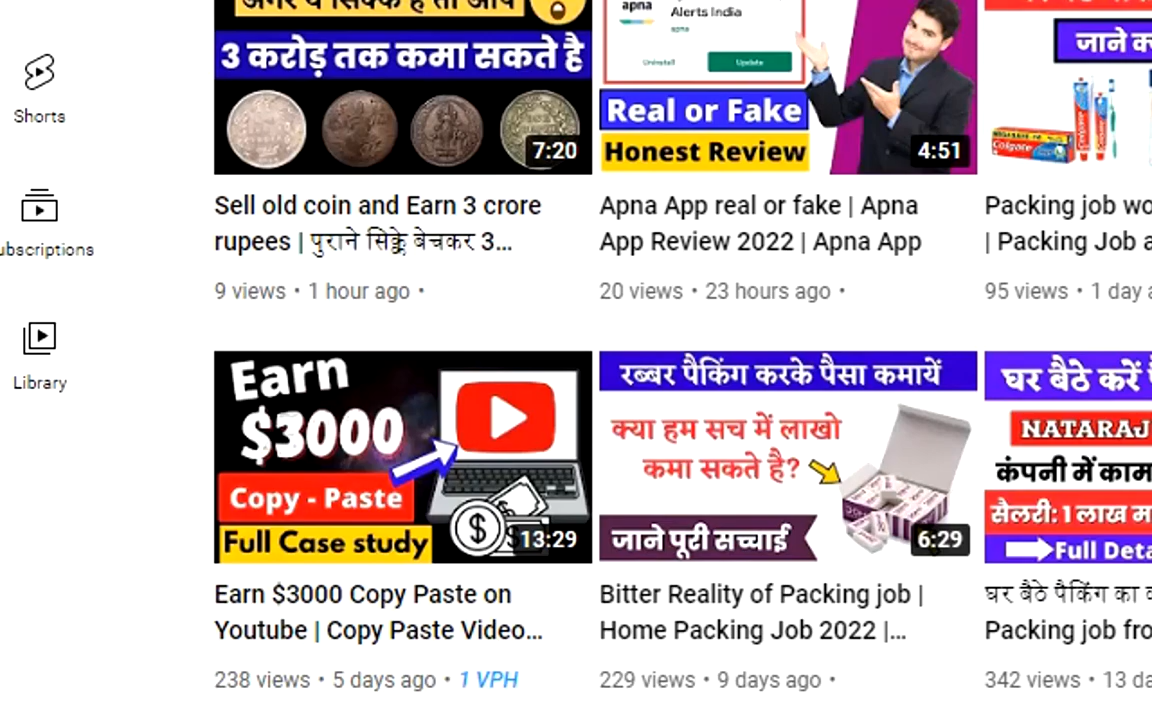 3 करोड़ तक कमा सकते है
7:20
apna
Alerts India
apna
Uninstall
Update
Real or Fake
Honest Review
4:51
जाने
Colgate
Shorts
Sell old coin and Earn 3 crore
rupees | पुराने सिक्के बेचकर 3...
9 views • 1 hour ago •
Apna App real or fake | Apna
App Review 2022 | Apna App
20 views • 23 hours ago •
Packing job
| Packing Job
95 views • 1 day
ubscriptions
Library
Earn
$3000
Copy - Paste
Full Case study
13:29
रबर पैकिंग करके पैसा कमायें
क्या हम सच में लाखो
कमा सकते है?
जाने पूरी सच्चाई
6:29
घर बैठे करें
NATARAJ
कंपनी में काम
सैलरी: 1 लाख
Full
Earn $3000 Copy Paste on
Youtube | Copy Paste Video...
238 views • 5 days ago • 1 VPH
Bitter Reality of Packing job |
Home Packing Job 2022 |...
229 views • 9 days ago •
घर बैठे पैकिंग का
Packing job
342 views • 13